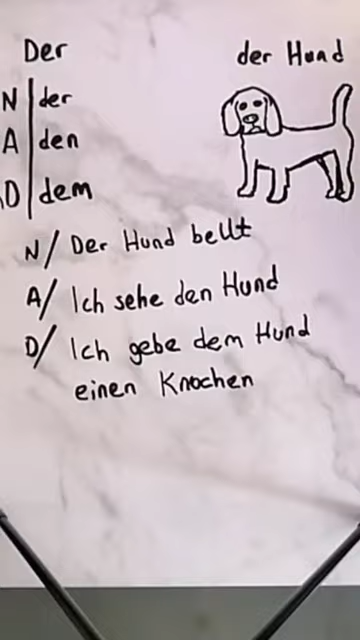 Der
der Hund
N der
A den
D dem
N/ Der Hund bellt
A/ Ich sehe den Hund
D/ Ich gebe dem Hund
einen Knochen